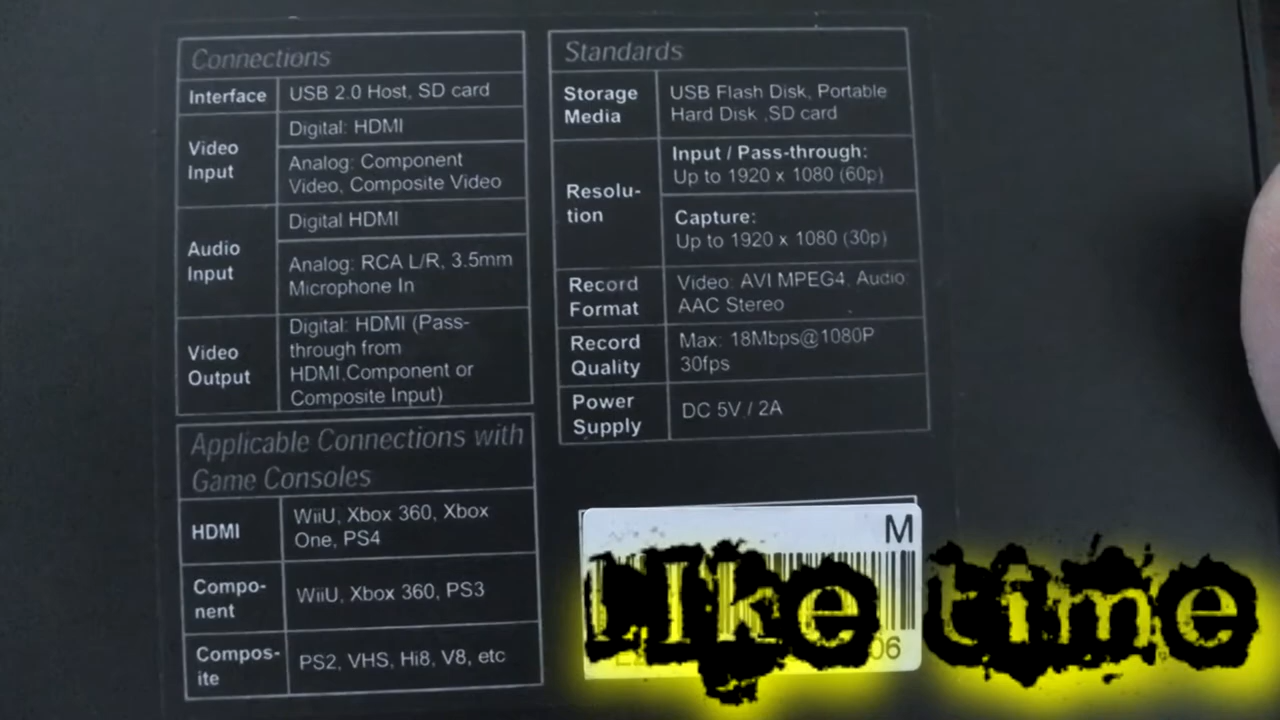 Connections
Interface
USB 2.0 Host, SD card
Video
Input
Digital: HDMI
Analog: Component
Video, Composite Video
Audio
Input
Digital HDMI
Analog: RCA L/R, 3.5mm
Microphone In
Video
Output
Digital: HDMI (Pass-
through from
HDMI,Component or
Composite Input)
Applicable Connections with
Game Consoles
HDMI
WiiU, Xbox 360, Xbox
One, PS4
Compo-
nent
WiiU, Xbox 360, PS3
Compos-
ite
PS2, VHS, Hi8, V8, etc
Standards
Storage
Media
USB Flash Disk, Portable
Hard Disk ,SD card
Resolu-
tion
Input / Pass-through:
Up to 1920 x 1080 (60p)
Capture:
Up to 1920 x 1080 (30p)
Record
Format
Video: AVI MPEG4, Audio:
AAC Stereo
Record
Quality
Max: 18Mbps@1080P
30fps
Power
Supply
DC 5V / 2A
M
Like time
06